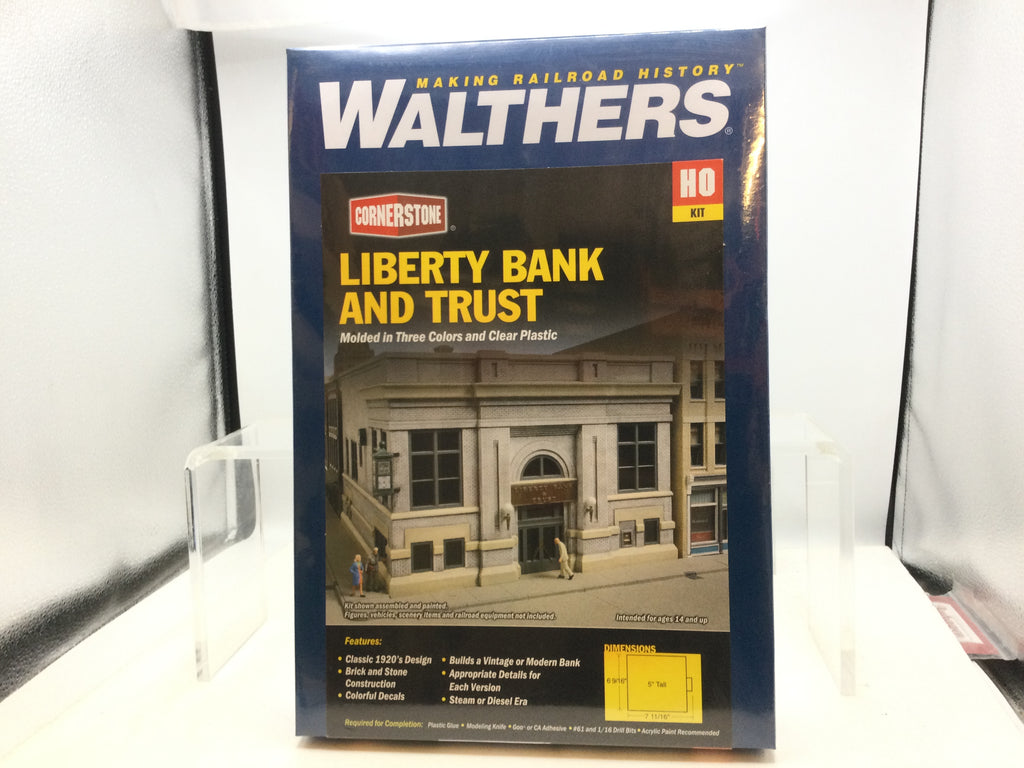 MAKING RAILROAD HISTORY™
WALTHERS®
HO
KIT
CORNERSTONE®
LIBERTY BANK
AND TRUST
Molded in Three Colors and Clear Plastic
LIBERTY BANK
&
TRUST
Kit shown assembled and painted.
Figures, vehicles, scenery items and railroad equipment not included.
Intended for ages 14 and up
Features:
• Classic 1920's Design
• Brick and Stone
Construction
• Colorful Decals
• Builds a Vintage or Modern Bank
• Appropriate Details for
Each Version
• Steam or Diesel Era
DIMENSIONS
6 9/16"
5" Tall
7 11/16"
Required for Completion: Plastic Glue • Modeling Knife • Goo® or CA Adhesive • #61 and 1/16 Drill Bits • Acrylic Paint Recommended